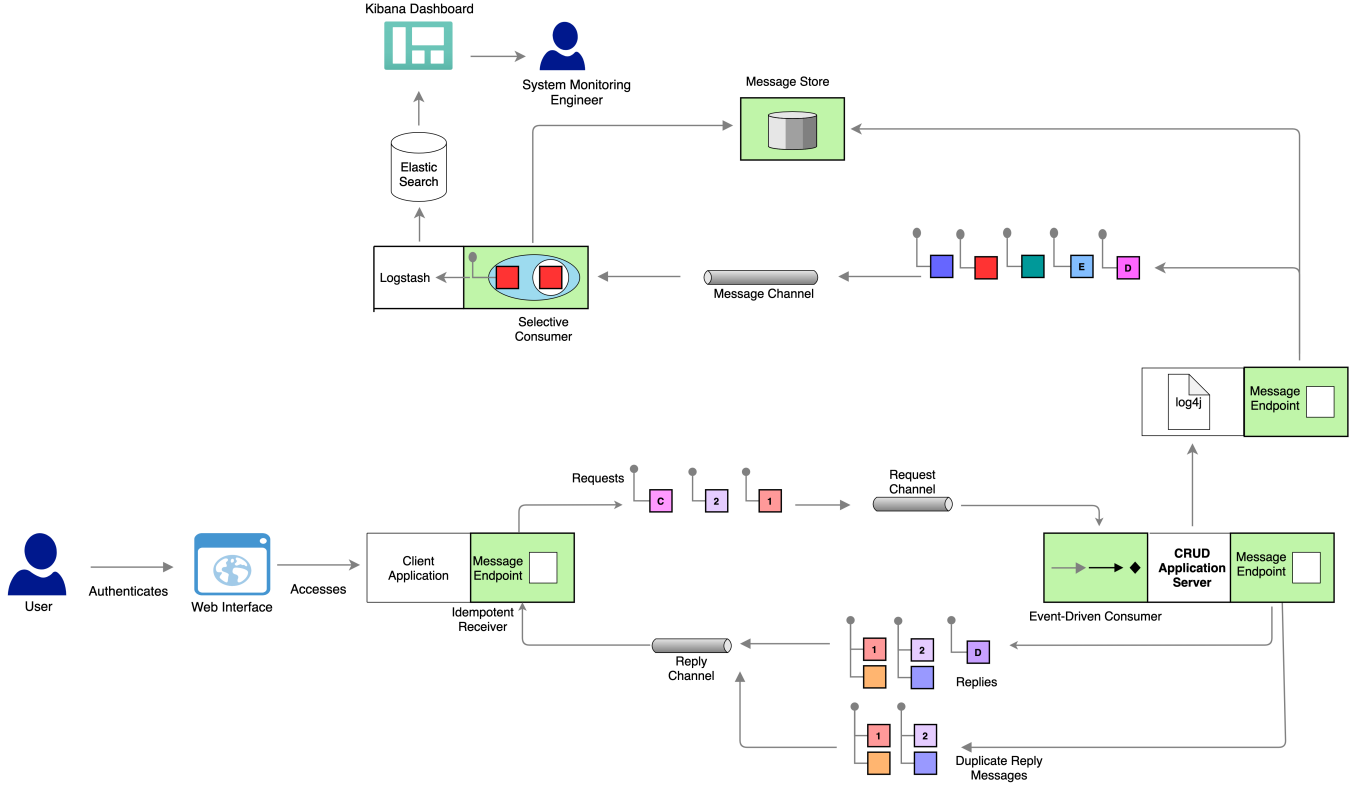 Kibana Dashboard
System Monitoring
Engineer
Message Store
Elastic
Search
Logstash
Selective
Consumer
Message Channel
E
D
log4j
Message
Endpoint
Requests
C
2
1
Request
Channel
User
Authenticates
Web Interface
Accesses
Client
Application
Message
Endpoint
Idempotent
Receiver
CRUD
Application
Server
Message
Endpoint
Event-Driven Consumer
Reply
Channel
1
2
D
Replies
1
2
Duplicate Reply
Messages